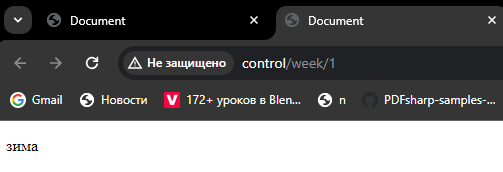 Document
Document
Не защищено control/week/1
Gmail Новости 172+ уроков в Blen... n PDFsharp-samples-...
зима